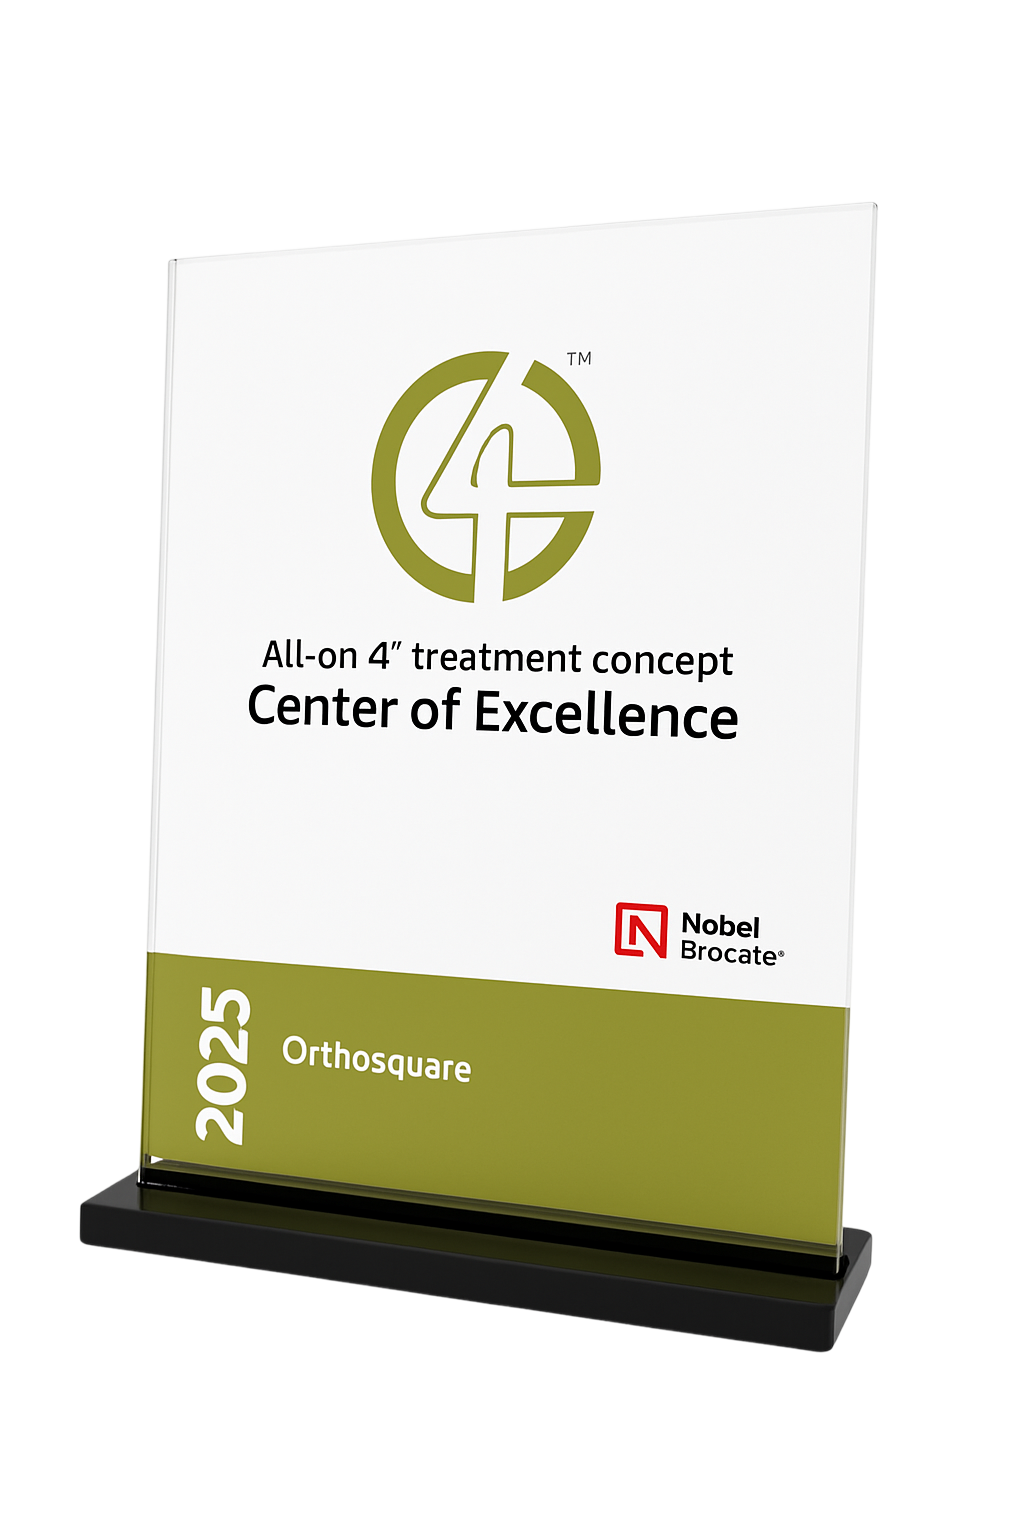 TM
All-on 4” treatment concept
Center of Excellence
Nobel
Brocate®
2025
Orthosquare